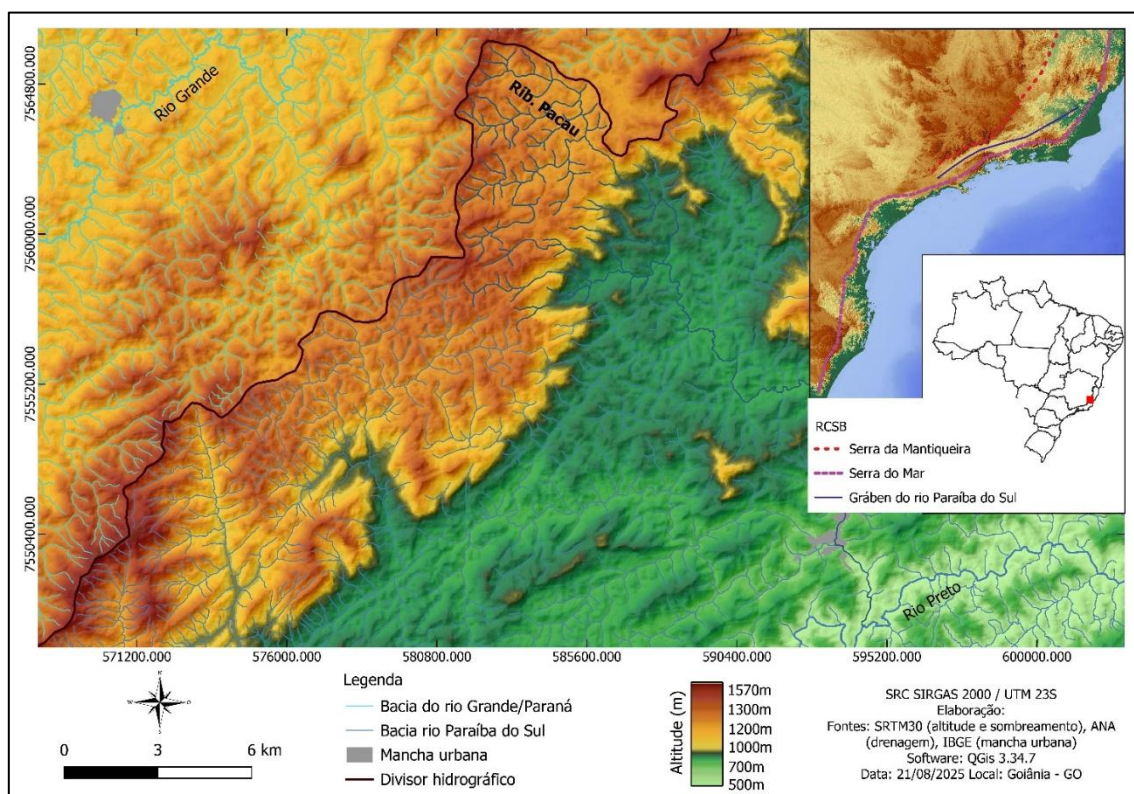 7564800.000
7560000.000
7555200.000
7550400.000
Rio Grande
Rib. Pacau
Rio Preto
RCSB
Serra da Mantiqueira
Serra do Mar
Gráben do rio Paraíba do Sul
571200.000
576000.000
580800.000
585600.000
590400.000
595200.000
600000.000
0
3
6 km
Legenda
Bacia do rio Grande/Paraná
Bacia rio Paraíba do Sul
Mancha urbana
Divisor hidrográfico
Altitude (m)
1570m
1300m
1200m
1000m
700m
500m
SRC SIRGAS 2000 / UTM 23S
Elaboração:
Fontes: SRTM30 (altitude e sombreamento), ANA
(drenagem), IBGE (mancha urbana)
Software: QGis 3.34.7
Data: 21/08/2025 Local: Goiânia - GO